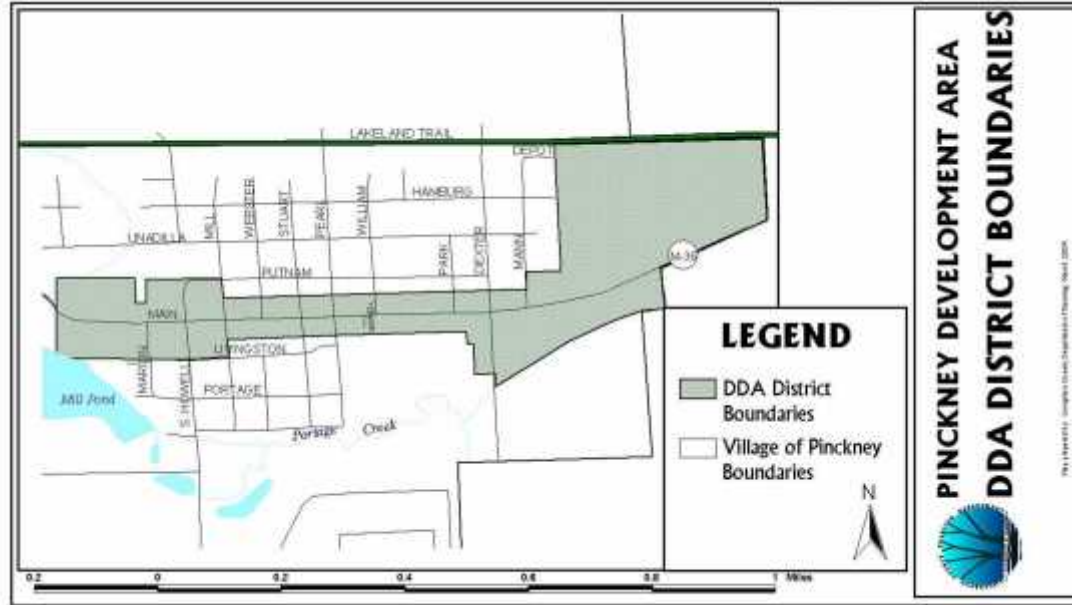 LAKELAND TRAIL
DEPOT
HAMBURG
MILL
WEBSTER
STUART
PEARL
WILLIAM
UNADILLA
PUTNAM
PARK
DEXTER
MANN
M-36
MAIN
MARION
LIVINGSTON
S. HOWELL
PORTAGE
Mill Pond
Portage Creek
LEGEND
DDA District
Boundaries
Village of Pinckney
Boundaries
N
0.2 0 0.2 0.4 0.6 0.8 1 Miles
PINCKNEY DEVELOPMENT AREA
DDA DISTRICT BOUNDARIES